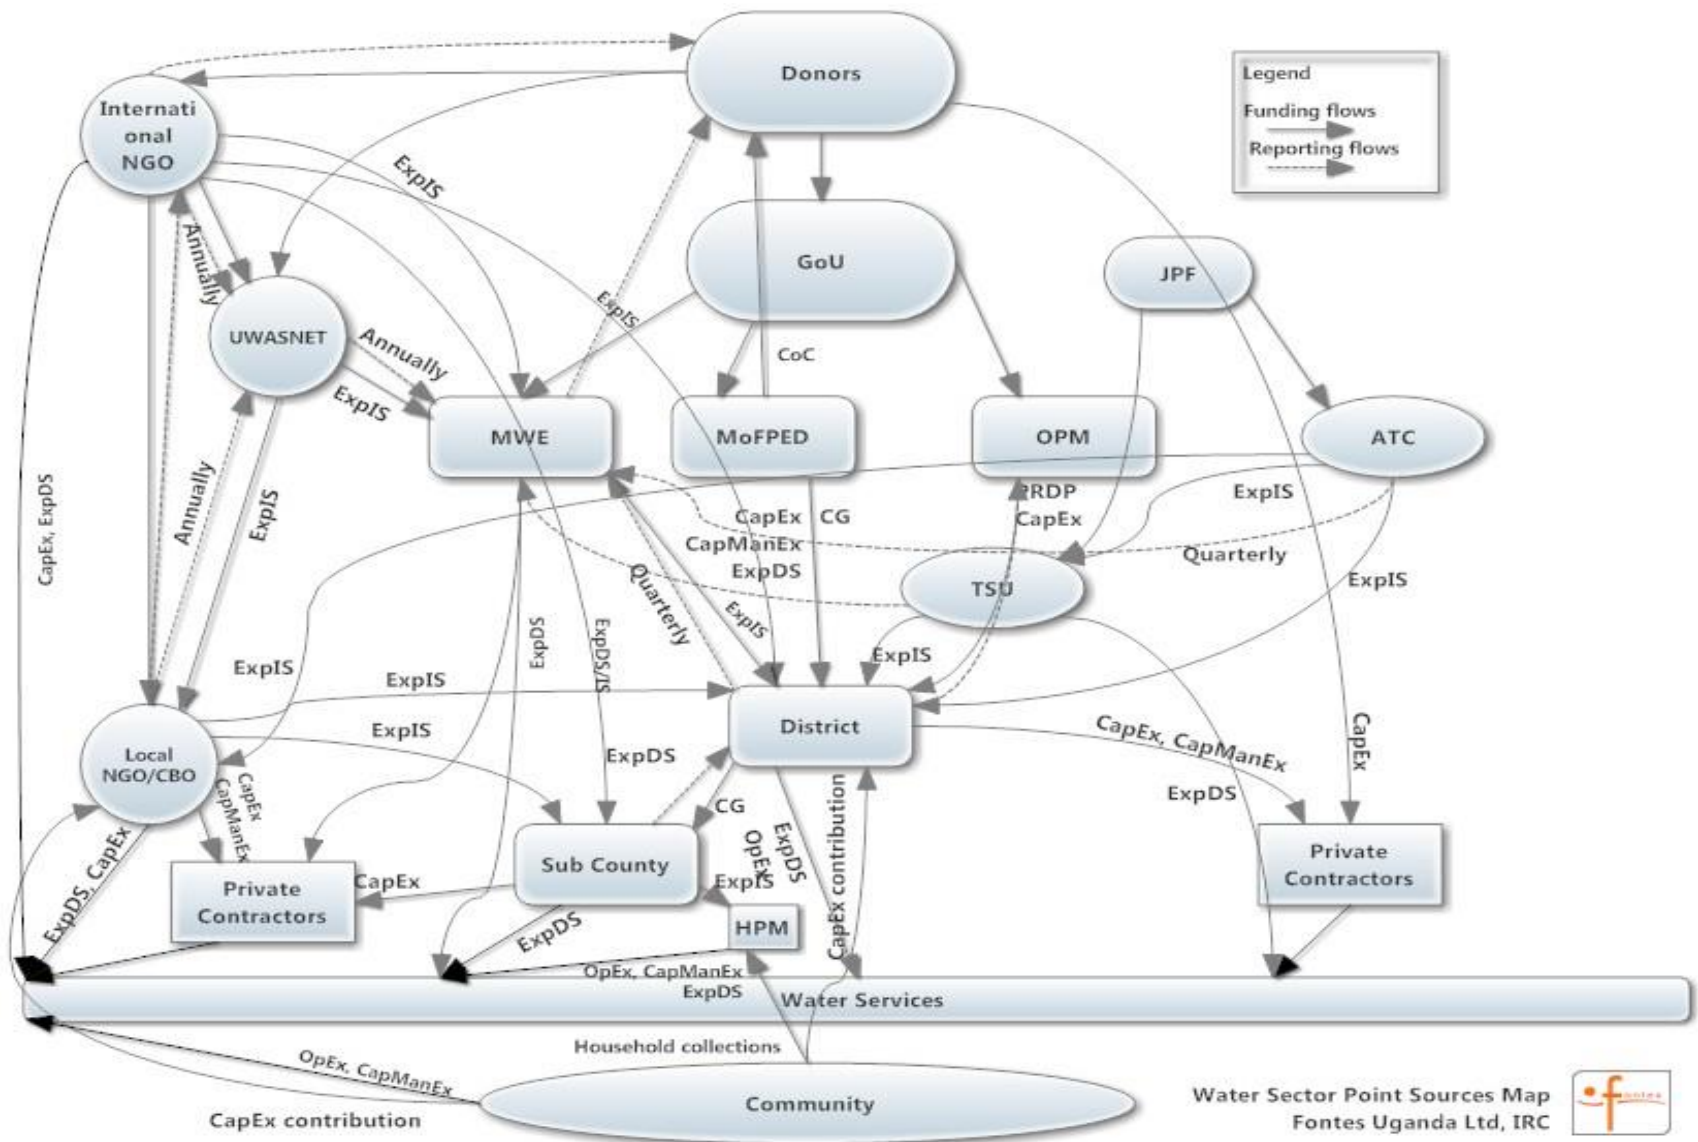 Donors
Legend
Funding flows
Reporting flows
Internati
onal
NGO
ExpIS
Annually
GoU
JPF
ExpIS
UWASNET
Annually
ExpIS
CoC
MWE
MoFPED
OPM
ATC
CapEx, ExpDS
Annually
ExpIS
PRDP
CapEx
ExpIS
CapEx
CapManEx
ExpDS
CG
Quarterly
Quarterly
TSU
ExpIS
ExpIS
ExpDS
ExpDS/IS
ExpIS
ExpIS
ExpIS
ExpIS
Local
NGO/CBO
District
ExpDS
CapEx, CapManEx
CapEx
ExpDS
CapEx
CapManEx
CG
OpEx
ExpDS
CapEx contribution
ExpDS, CapEx
Private
Contractors
CapEx
Sub County
ExpIS
HPM
ExpDS
Private
Contractors
OpEx, CapManEx
ExpDS
Water Services
Household collections
OpEx, CapManEx
CapEx contribution
Community
Water Sector Point Sources Map
Fontes Uganda Ltd, IRC
fontes